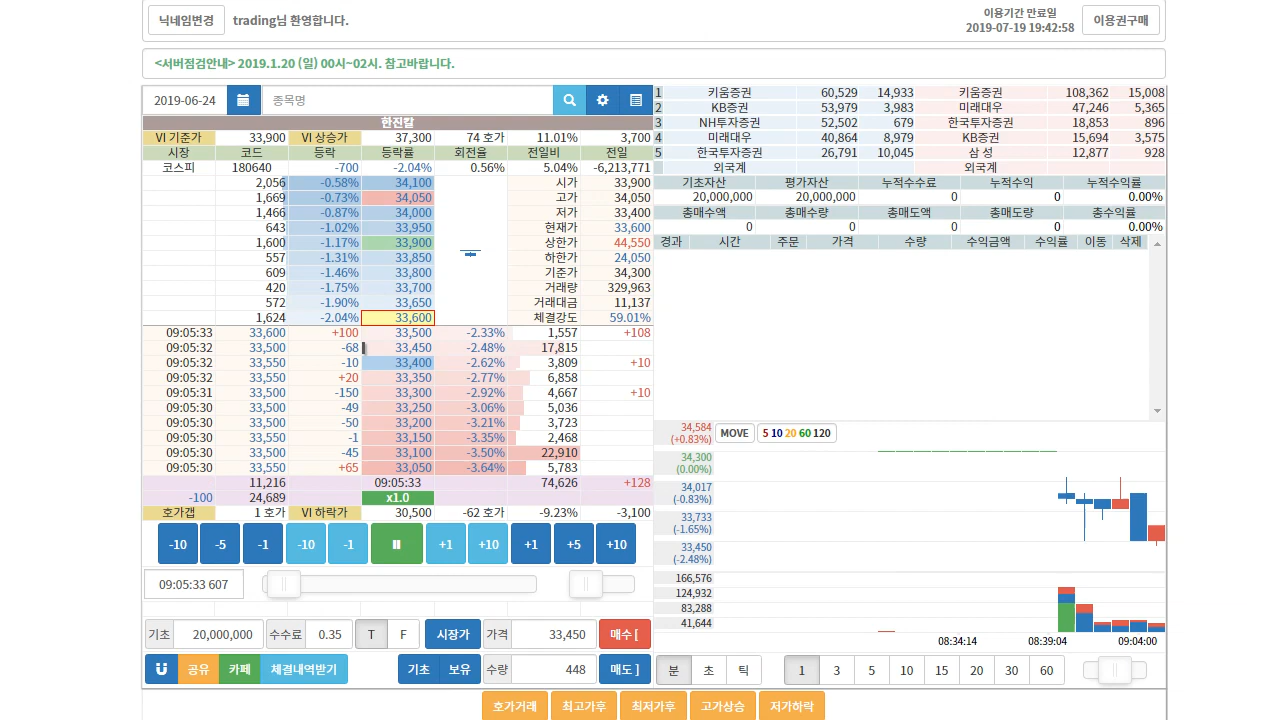 닉네임변경 trading님 환영합니다. 이용기간 만료일 2019-07-19 19:42:58 이용권구매
<서버점검안내> 2019.1.20 (일) 00시~02시. 참고바랍니다.
2019-06-24 종목명
한진칼
VI 기준가 33,900 VI 상승가 37,300 74 호가 11.01% 3,700
시장 코드 등락 등락률 회전율 전일비 전일
코스피 180640 -700 -2.04% 0.56% 5.04% -6,213,771
2,056 -0.58% 34,100 시가 33,900
1,669 -0.73% 34,050 고가 34,050
1,466 -0.87% 34,000 저가 33,400
643 -1.02% 33,950 현재가 33,600
1,600 -1.17% 33,900 상한가 44,550
557 -1.31% 33,850 하한가 24,050
609 -1.46% 33,800 기준가 34,300
420 -1.75% 33,700 거래량 329,963
572 -1.90% 33,650 거래대금 11,137
1,624 -2.04% 33,600 체결강도 59.01%
09:05:33 33,600 +100 33,500 -2.33% 1,557 +108
09:05:32 33,500 -68 33,450 -2.48% 17,815
09:05:32 33,550 -10 33,400 -2.62% 3,809 +10
09:05:32 33,550 +20 33,350 -2.77% 6,858
09:05:31 33,500 -150 33,300 -2.92% 4,667 +10
09:05:30 33,500 -49 33,250 -3.06% 5,036
09:05:30 33,500 -50 33,200 -3.21% 3,723
09:05:30 33,550 -1 33,150 -3.35% 2,468
09:05:30 33,500 -45 33,100 -3.50% 22,910
09:05:30 33,550 +65 33,050 -3.64% 5,783
11,216 09:05:33 74,626 +128
-100 24,689 x1.0
호가갭 1 호가 VI 하락가 30,500 -62 호가 -9.23% -3,100
-10 -5 -1 -10 -1 +1 +10 +1 +5 +10
09:05:33 607
기초 20,000,000 수수료 0.35 T F 시장가 가격 33,450 매수 [
공유 카페 체결내역받기 기초 보유 수량 448 매도 ]
1 키움증권 60,529 14,933 키움증권 108,362 15,008
2 KB증권 53,979 3,983 미래대우 47,246 5,365
3 NH투자증권 52,502 679 한국투자증권 18,853 896
4 미래대우 40,864 8,979 KB증권 15,694 3,575
5 한국투자증권 26,791 10,045 삼 성 12,877 928
외국계 외국계
기초자산 평가자산 누적수수료 누적수익 누적수익률
20,000,000 20,000,000 0 0 0.00%
총매수액 총매수량 총매도액 총매도량 총수익률
0 0 0 0 0.00%
경과 시간 주문 가격 수량 수익금액 수익률 이동 삭제
34,584
(+0.83%)
MOVE 5 10 20 60 120
34,300
(0.00%)
34,017
(-0.83%)
33,733
(-1.65%)
33,450
(-2.48%)
166,576
124,932
83,288
41,644
08:34:14 08:39:04 09:04:00
분 초 틱 1 3 5 10 15 20 30 60
호가거래 최고가후 최저가후 고가상승 저가하락